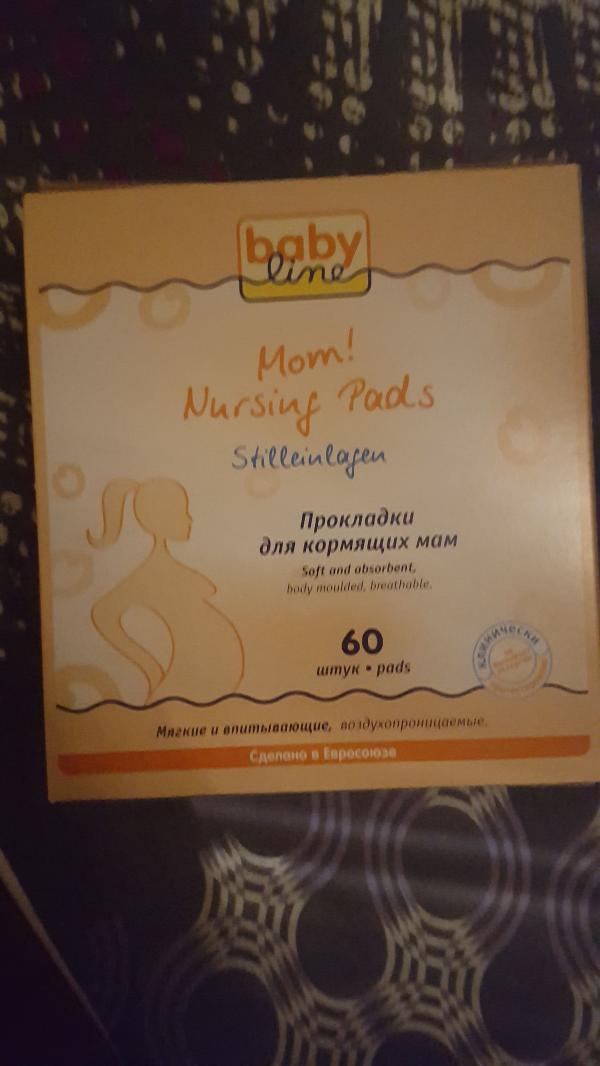 baby
line
Mom!
Nursing Pads
Stilleinlagen
Прокладки
для кормящих мам
Soft and absorbent,
body moulded, breathable.
60
штук • pads
клинически
Мягкие и впитывающие, воздухопроницаемые.
Сделано в Евросоюзе